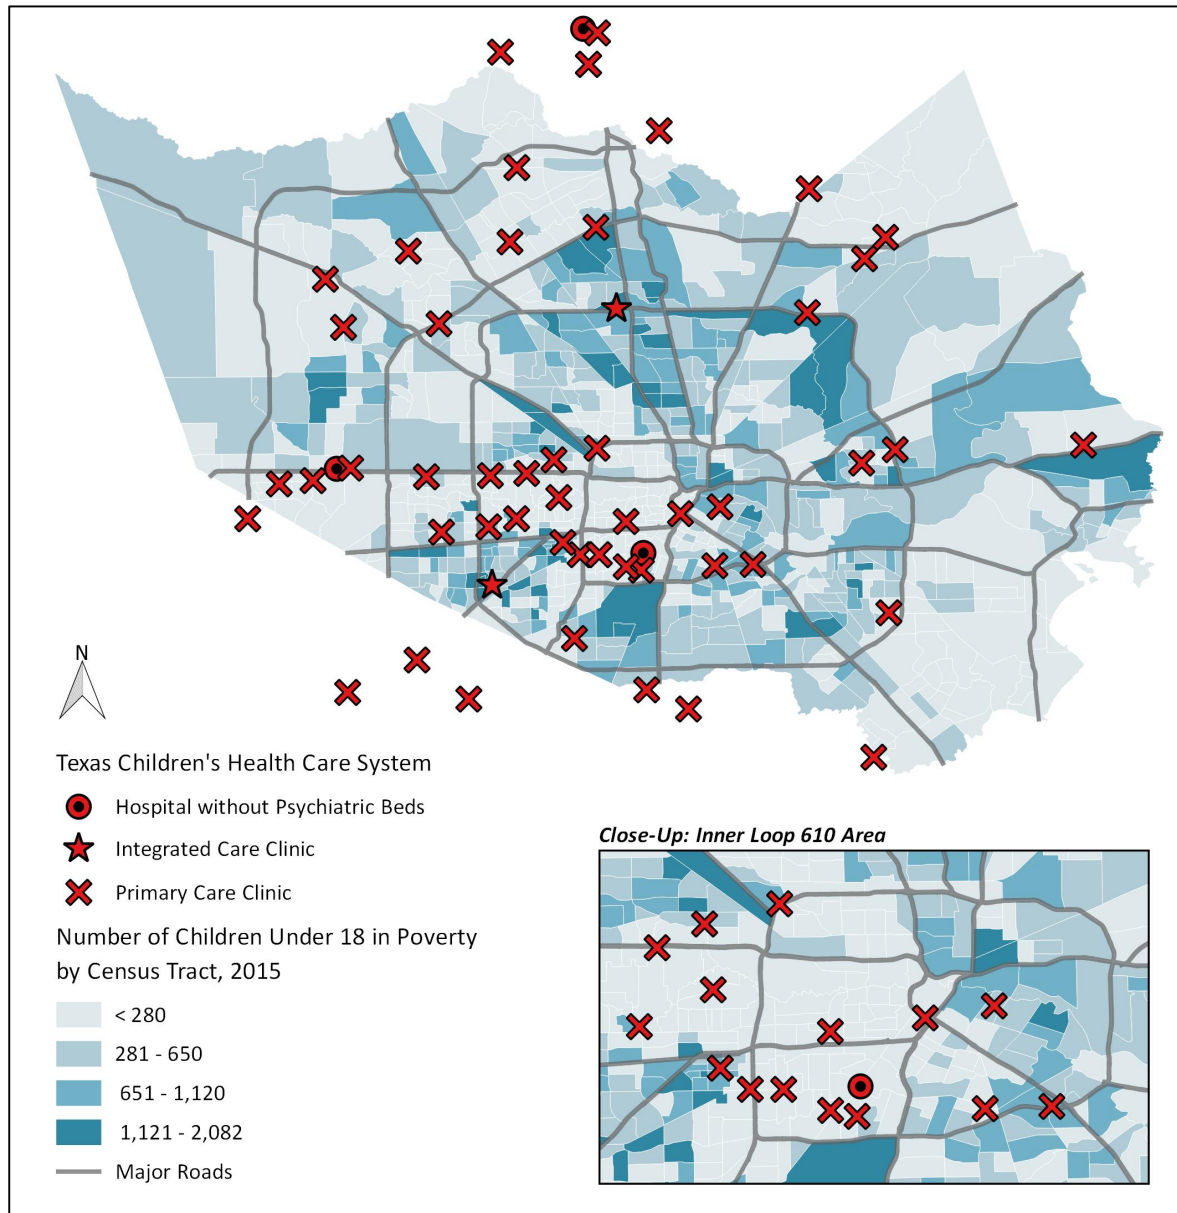 N
Texas Children's Health Care System
Hospital without Psychiatric Beds
Integrated Care Clinic
Primary Care Clinic
Number of Children Under 18 in Poverty
by Census Tract, 2015
< 280
281 - 650
651 - 1,120
1,121 - 2,082
Major Roads
Close-Up: Inner Loop 610 Area